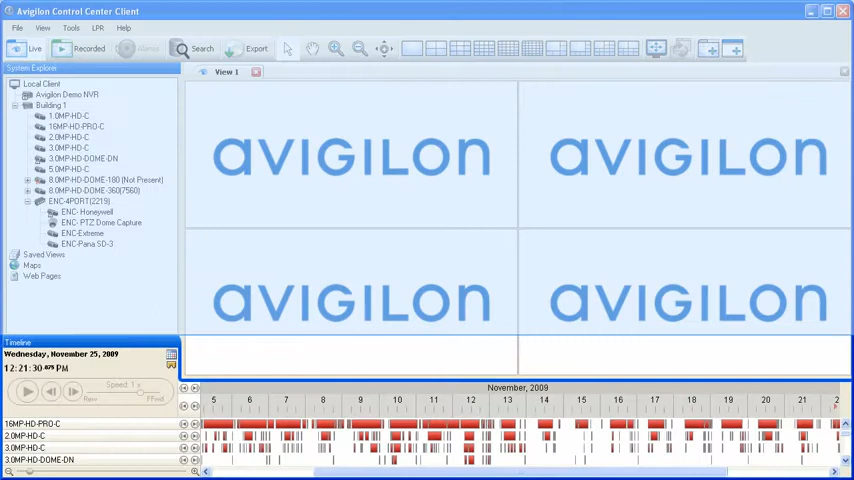 Avigilon Control Center Client
File View Tools LPR Help
Live Recorded Alarms Search Export
System Explorer
View 1
Local Client
Avigilon Demo NVR
Building 1
1.0MP-HD-C
16MP-HD-PRO-C
2.0MP-HD-C
3.0MP-HD-C
3.0MP-HD-DOME-DN
5.0MP-HD-C
8.0MP-HD-DOME-180 (Not Present)
8.0MP-HD-DOME-360(7560)
ENC-4PORT(2219)
ENC- Honeywell
ENC- PTZ Dome Capture
ENC-Extreme
ENC-Pana SD-3
Saved Views
Maps
Web Pages
aVIGILON aVIGILON
aVIGILON aVIGILON
Timeline
Wednesday, November 25, 2009
12:21:30.875 PM
Speed: 1 x
Rew FFwd
November, 2009
5 6 7 8 9 10 11 12 13 14 15 16 17 18 19 20 21 2
16MP-HD-PRO-C
2.0MP-HD-C
3.0MP-HD-C
3.0MP-HD-DOME-DN